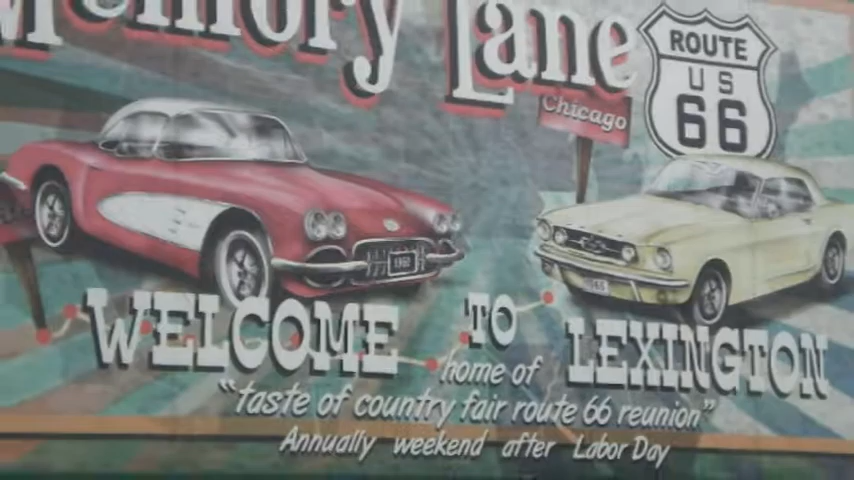 Memory Lane
ROUTE
US
66
Chicago
WELCOME TO LEXINGTON
home of
"taste of country fair route 66 reunion"
Annually weekend after Labor Day